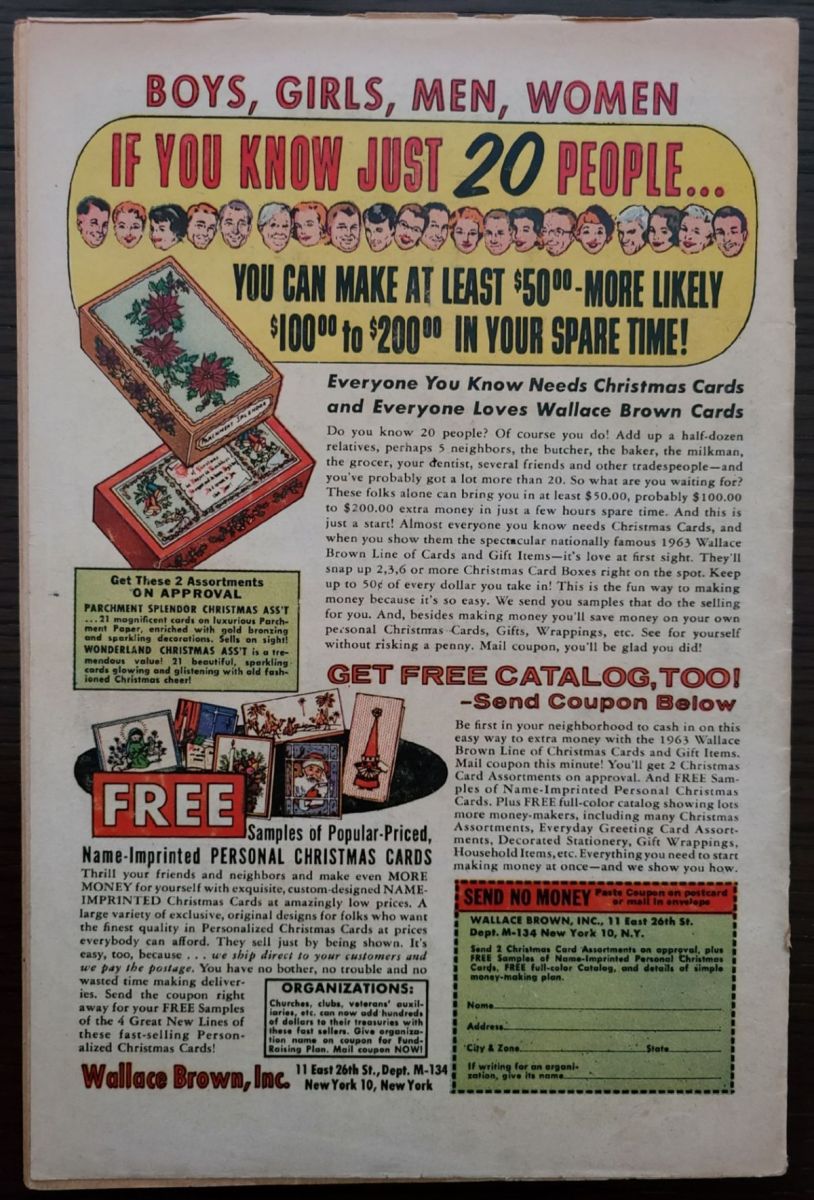 BOYS, GIRLS, MEN, WOMEN
IF YOU KNOW JUST 20 PEOPLE...
YOU CAN MAKE AT LEAST $50⁰⁰-MORE LIKELY
$100⁰⁰ to $200⁰⁰ IN YOUR SPARE TIME!
PARCHMENT SPLENDOR
Everyone You Know Needs Christmas Cards
and Everyone Loves Wallace Brown Cards
Do you know 20 people? Of course you do! Add up a half-dozen
relatives, perhaps 5 neighbors, the butcher, the baker, the milkman,
the grocer, your dentist, several friends and other tradespeople—and
you've probably got a lot more than 20. So what are you waiting for?
These folks alone can bring you in at least $50.00, probably $100.00
to $200.00 extra money in just a few hours spare time. And this is
just a start! Almost everyone you know needs Christmas Cards, and
when you show them the spectacular nationally famous 1963 Wallace
Brown Line of Cards and Gift Items—it's love at first sight. They'll
snap up 2,3,6 or more Christmas Card Boxes right on the spot. Keep
up to 50¢ of every dollar you take in! This is the fun way to making
money because it's so easy. We send you samples that do the selling
for you. And, besides making money you'll save money on your own
personal Christmas Cards, Gifts, Wrappings, etc. See for yourself
without risking a penny. Mail coupon, you'll be glad you did!
Get These 2 Assortments
ON APPROVAL
PARCHMENT SPLENDOR CHRISTMAS ASS'T
...21 magnificent cards on luxurious Parch-
ment Paper, enriched with gold bronzing
and sparkling decorations. Sells on sight!
WONDERLAND CHRISTMAS ASS'T is a tre-
mendous value! 21 beautiful, sparkling
cards glowing and glistening with old fash-
ioned Christmas cheer!
GET FREE CATALOG, TOO!
-Send Coupon Below
Be first in your neighborhood to cash in on this
easy way to extra money with the 1963 Wallace
Brown Line of Christmas Cards and Gift Items.
Mail coupon this minute! You'll get 2 Christmas
Card Assortments on approval. And FREE Sam-
ples of Name-Imprinted Personal Christmas
Cards. Plus FREE full-color catalog showing lots
more money-makers, including many Christmas
Assortments, Everyday Greeting Card Assort-
ments, Decorated Stationery, Gift Wrappings,
Household Items, etc. Everything you need to start
making money at once—and we show you how.
FREE
Samples of Popular-Priced,
Name-Imprinted PERSONAL CHRISTMAS CARDS
Thrill your friends and neighbors and make even MORE
MONEY for yourself with exquisite, custom-designed NAME-
IMPRINTED Christmas Cards at amazingly low prices. A
large variety of exclusive, original designs for folks who want
the finest quality in Personalized Christmas Cards at prices
everybody can afford. They sell just by being shown. It's
easy, too, because . . . we ship direct to your customers and
we pay the postage. You have no bother, no trouble and no
wasted time making deliver-
ies. Send the coupon right
away for your FREE Samples
of the 4 Great New Lines of
these fast-selling Person-
alized Christmas Cards!
ORGANIZATIONS:
Churches, clubs, veterans' auxil-
iaries, etc. can now add hundreds
of dollars to their treasuries with
these fast sellers. Give organiza-
tion name on coupon for Fund-
Raising Plan. Mail coupon NOW!
Wallace Brown, Inc. 11 East 26th St., Dept. M-134
New York 10, New York
SEND NO MONEY Paste Coupon on postcard
or mail in envelope
WALLACE BROWN, INC., 11 East 26th St.
Dept. M-134 New York 10, N.Y.
Send 2 Christmas Card Assortments on approval, plus
FREE Samples of Name-Imprinted Personal Christmas
Cards, FREE full-color Catalog, and details of simple
money-making plan.
Name
Address
City & Zone State
If writing for an organi-
zation, give its name